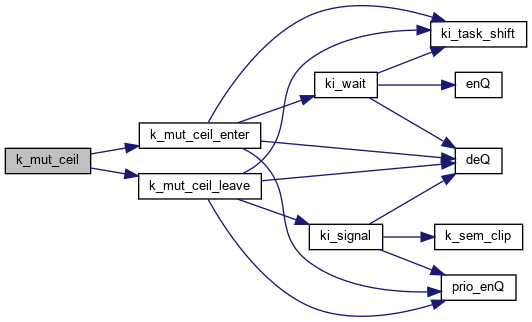 k_mut_ceil
k_mut_ceil_enter
k_mut_ceil_leave
ki_wait
ki_signal
ki_task_shift
enQ
deQ
k_sem_clip
prio_enQ